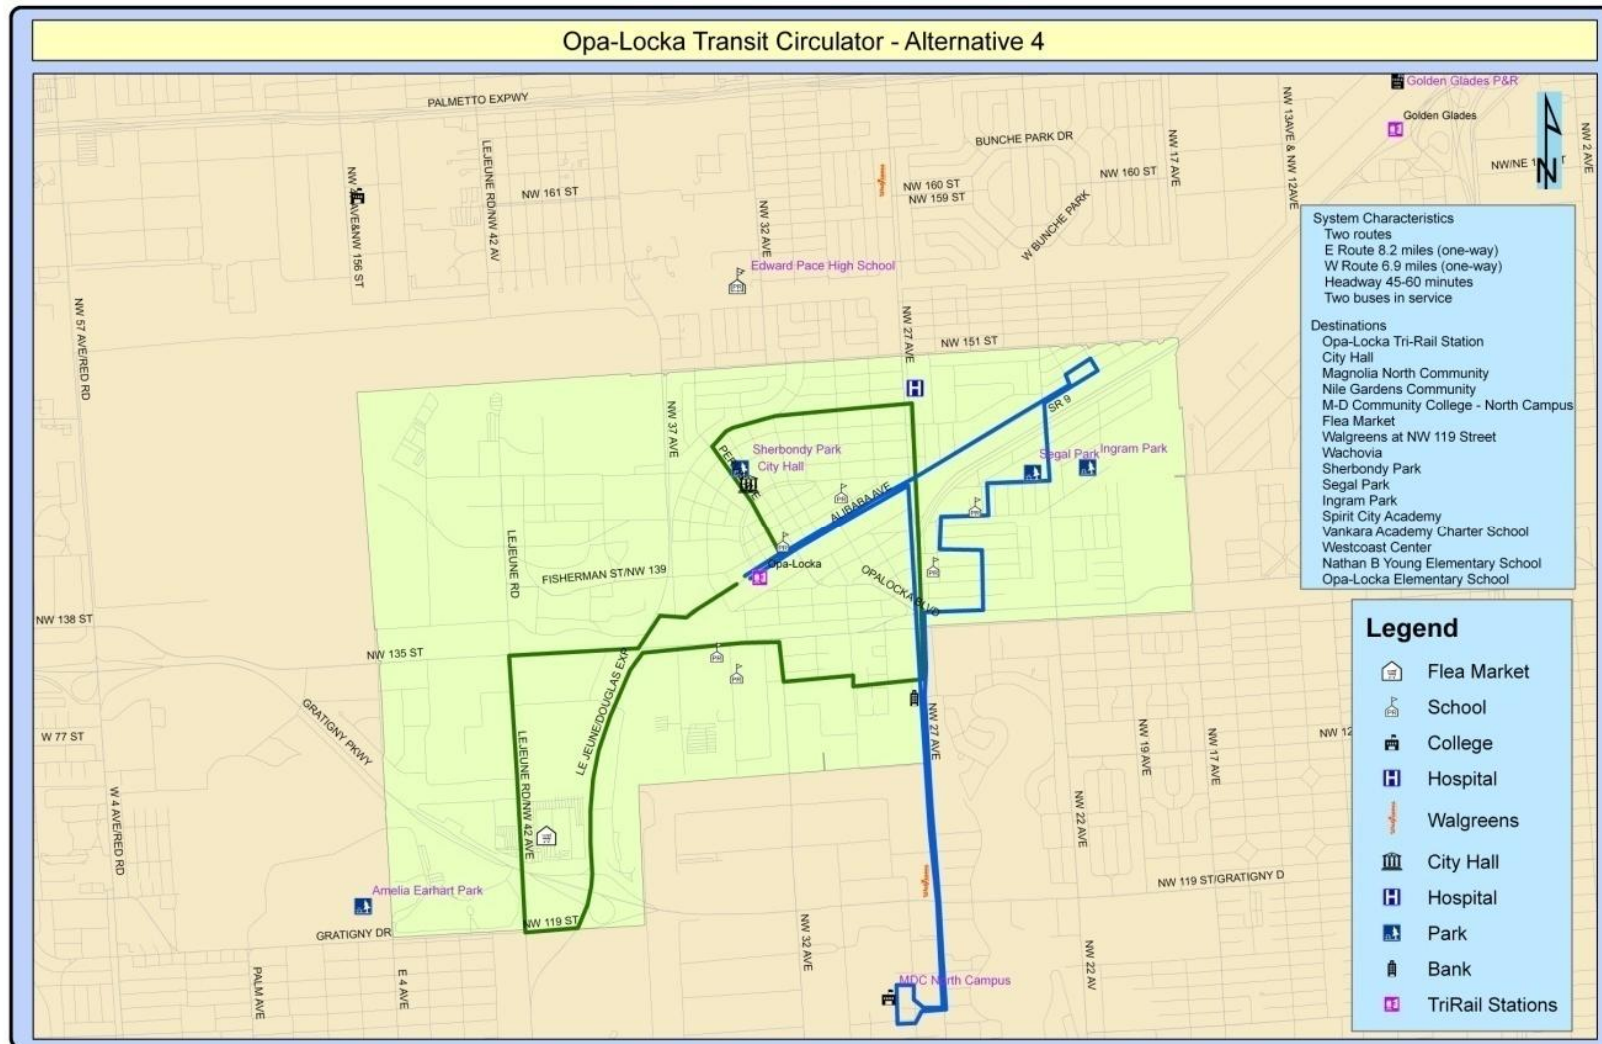 Opa-Locka Transit Circulator - Alternative 4
Golden Glades P&R
Golden Glades
PALMETTO EXPWY
BUNCHE PARK DR
NW 17 AVE
NW 13AVE & NW 12AVE
NW 2 AVE
LEJEUNE RD/NW 42 AV
NW 161 ST
NW 160 ST
NW 159 ST
NW 160 ST
W BUNCHE PARK
NW 32 AVE
AVE&NW 156 ST
Edward Pace High School
NW 57 AVE/RED RD
NW 27 AVE
NW 151 ST
SR 9
NW 37 AVE
Sherbondy Park
City Hall
Segal Park
Ingram Park
ALIBABA AVE
LEJEUNE RD
FISHERMAN ST/NW 139
Opa-Locka
OPALOCKA BLVD
NW 138 ST
NW 135 ST
LE JEUNE/DOUGLAS EXP
GRATIGNY PKWY
W 77 ST
LEJEUNE RD/NW 42 AVE
NW 27 AVE
NW 19 AVE
NW 17 AVE
NW 22 AVE
W 4 AVE/RED RD
Amelia Earhart Park
GRATIGNY DR
NW 119 ST
NW 119 ST/GRATIGNY D
NW 32 AVE
NW 22 AV
PALM AVE
E 4 AVE
MDC North Campus
System Characteristics
Two routes
E Route 8.2 miles (one-way)
W Route 6.9 miles (one-way)
Headway 45-60 minutes
Two buses in service
Destinations
Opa-Locka Tri-Rail Station
City Hall
Magnolia North Community
Nile Gardens Community
M-D Community College - North Campus
Flea Market
Walgreens at NW 119 Street
Wachovia
Sherbondy Park
Segal Park
Ingram Park
Spirit City Academy
Vankara Academy Charter School
Westcoast Center
Nathan B Young Elementary School
Opa-Locka Elementary School
Legend
Flea Market
School
College
Hospital
Walgreens
City Hall
Hospital
Park
Bank
TriRail Stations
N